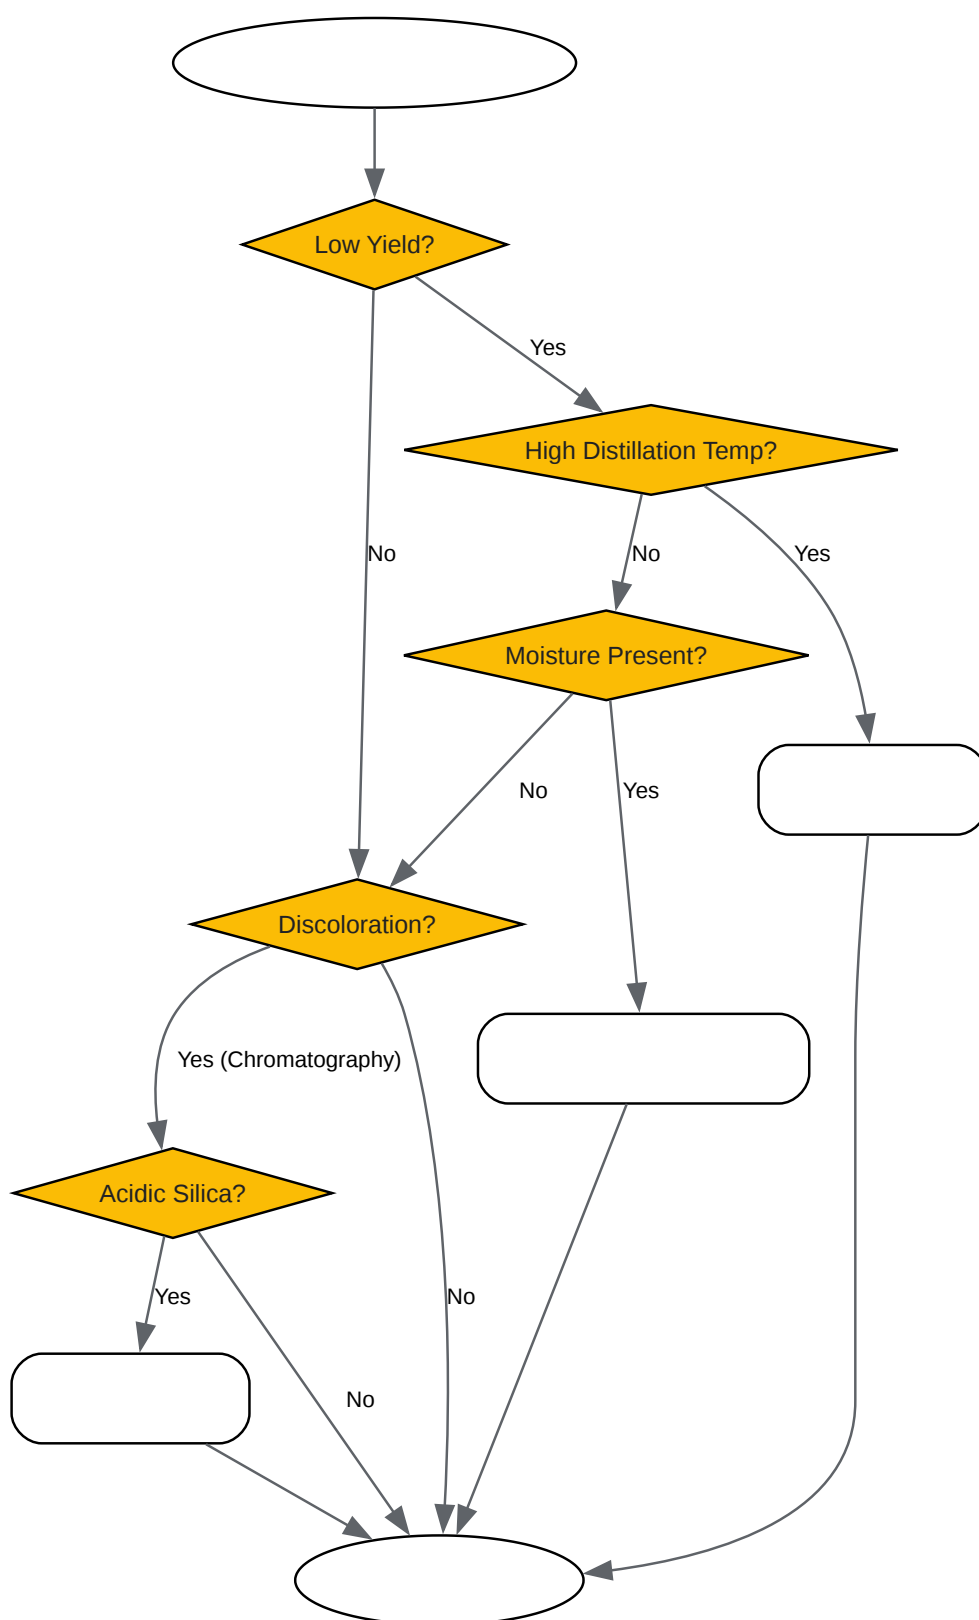 Low Yield?
Yes
High Distillation Temp?
No
No
Yes
Moisture Present?
No
Yes
Discoloration?
Yes (Chromatography)
Acidic Silica?
Yes
No
No